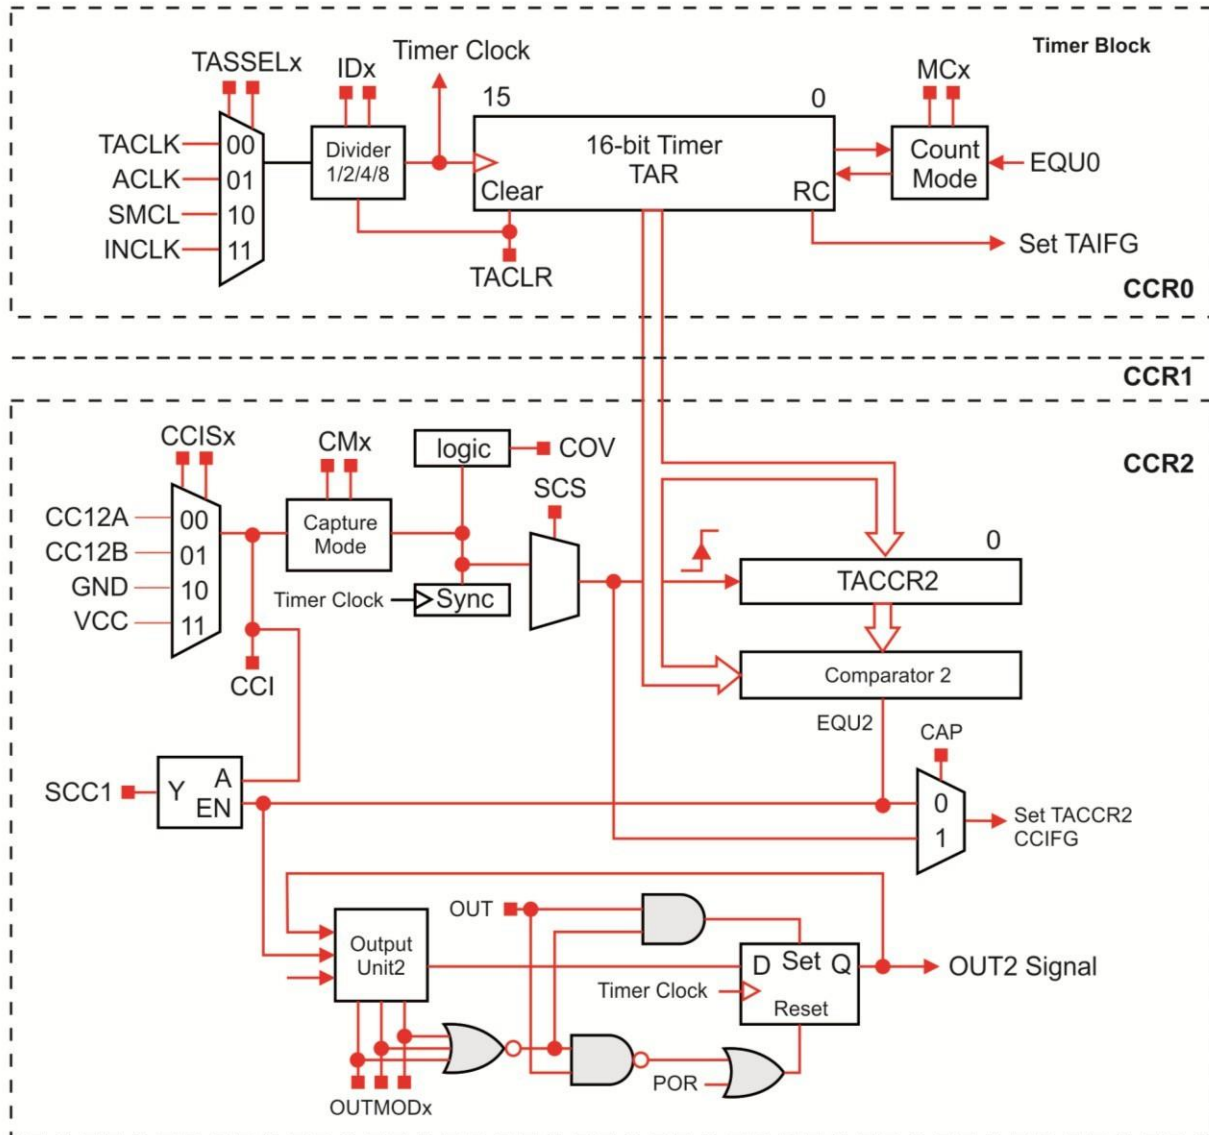 Timer Clock
Timer Block
TASSELx
IDx
MCx
15
0
TACLK
00
Divider
1/2/4/8
16-bit Timer
TAR
Count
Mode
EQU0
ACLK
01
SMCL
10
Clear
RC
INCLK
11
TACLR
Set TAIFG
CCR0
CCR1
CCISx
CMx
logic
COV
CCR2
SCS
CC12A
00
Capture
Mode
CC12B
01
0
GND
10
Timer Clock
Sync
TACCR2
VCC
11
CCI
Comparator 2
EQU2
CAP
SCC1
Y
A
EN
0
1
Set TACCR2
CCIFG
OUT
Output
Unit2
D
Set
Q
OUT2 Signal
Timer Clock
Reset
POR
OUTMODx